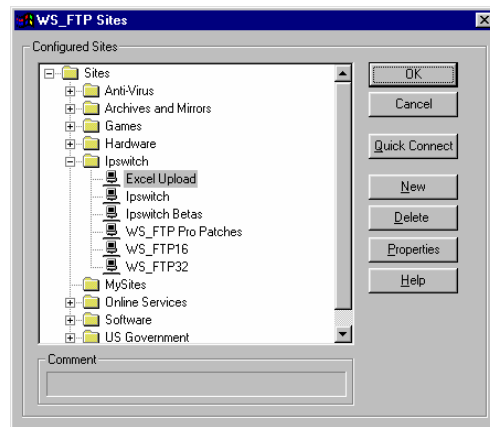 WS_FTP Sites
Configured Sites
Sites
Anti-Virus
Archives and Mirrors
Games
Hardware
Ipswitch
Excel Upload
Ipswitch
Ipswitch Betas
WS_FTP Pro Patches
WS_FTP16
WS_FTP32
MySites
Online Services
Software
US Government
OK
Cancel
Quick Connect
New
Delete
Properties
Help
Comment